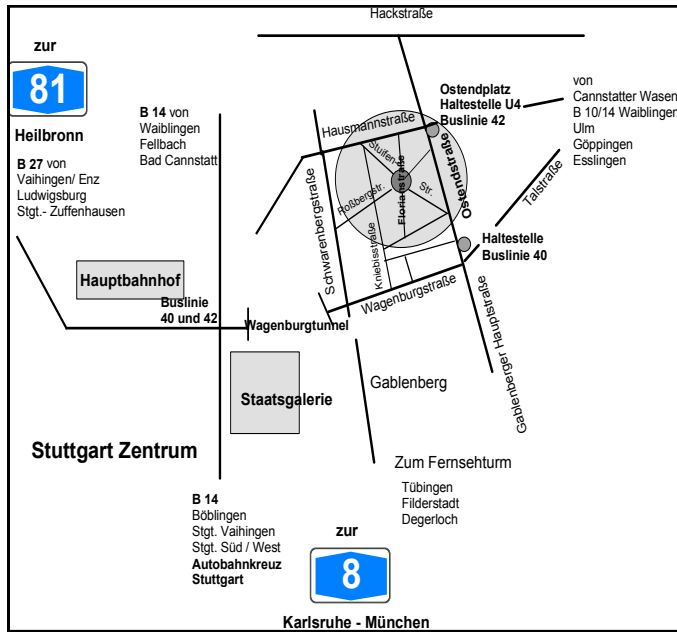 Hackstraße
zur
81
Heilbronn
B 27 von
Vaihingen/ Enz
Ludwigsburg
Stgt.- Zuffenhausen
B 14 von
Waiblingen
Fellbach
Bad Cannstatt
Ostendplatz
Haltestelle U4
Buslinie 42
von
Cannstatter Wasen
B 10/14 Waiblingen
Ulm
Göppingen
Esslingen
Hausmannstraße
Stuifen-
Str.
Roßbergstr.
Florianstraße
Ostendstraße
Talstraße
Schwarenbergstraße
Kniebisstraße
Haltestelle
Buslinie 40
Wagenburgstraße
Hauptbahnhof
Buslinie
40 und 42
Wagenburgtunnel
Gablenberger Hauptstraße
Staatsgalerie
Gablenberg
Stuttgart Zentrum
Zum Fernsehturm
Tübingen
Filderstadt
Degerloch
B 14
Böblingen
Stgt. Vaihingen
Stgt. Süd / West
Autobahnkreuz
Stuttgart
zur
8
Karlsruhe - München